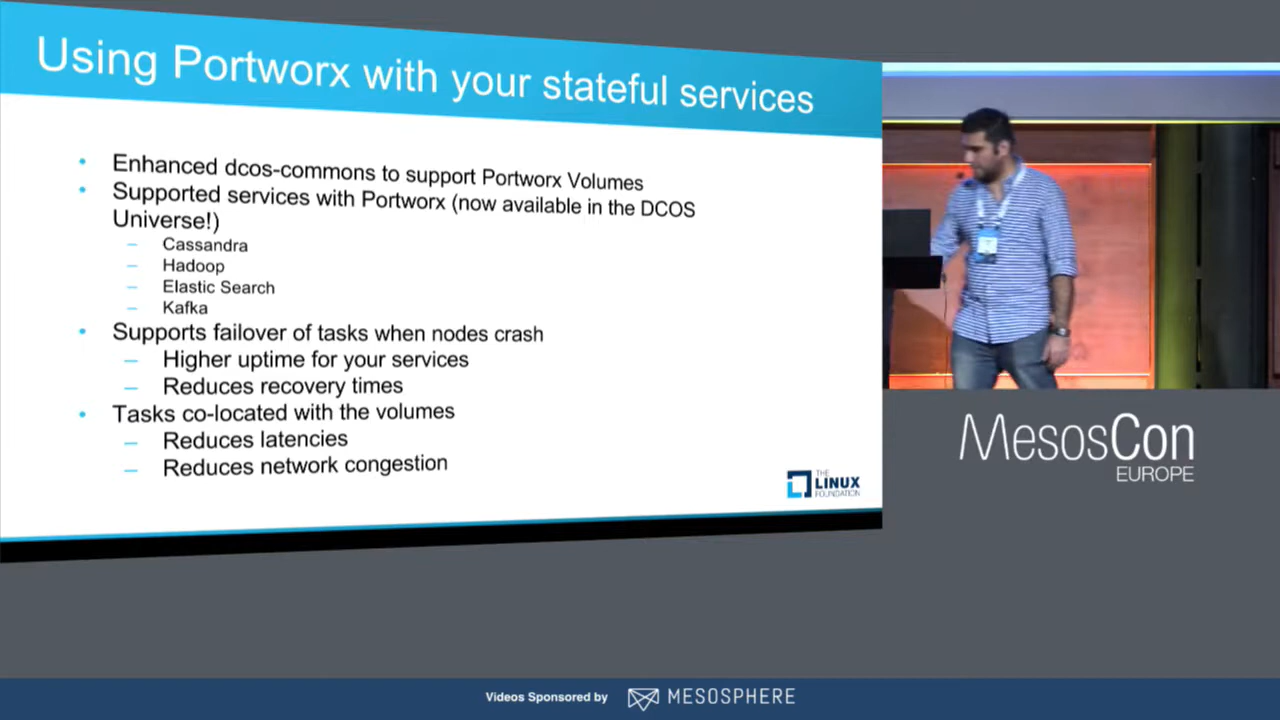 Using Portworx with your stateful services
• Enhanced dcos-commons to support Portworx Volumes
• Supported services with Portworx (now available in the DCOS
Universe!)
– Cassandra
– Hadoop
– Elastic Search
– Kafka
• Supports failover of tasks when nodes crash
– Higher uptime for your services
– Reduces recovery times
• Tasks co-located with the volumes
– Reduces latencies
– Reduces network congestion
THE
LINUX
FOUNDATION
MesosCon
EUROPE
Videos Sponsored by MESOSPHERE